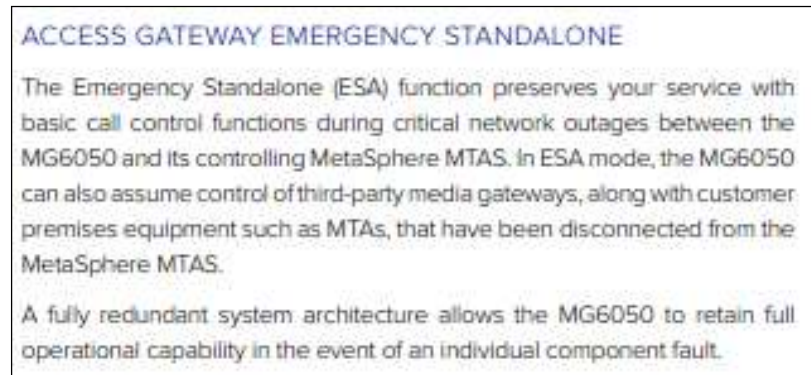 ACCESS GATEWAY EMERGENCY STANDALONE
The Emergency Standalone (ESA) function preserves your service with
basic call control functions during critical network outages between the
MG6050 and its controlling MetaSphere MTAS. In ESA mode, the MG6050
can also assume control of third-party media gateways, along with customer
premises equipment such as MTAs, that have been disconnected from the
MetaSphere MTAS.
A fully redundant system architecture allows the MG6050 to retain full
operational capability in the event of an individual component fault.